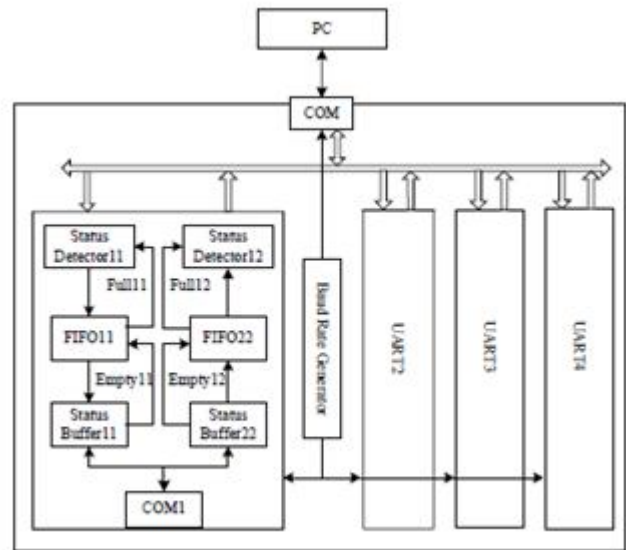 PC
COM
Status
Detector11
Status
Detector12
Full11
Full12
FIFO11
FIFO22
Empty11
Empty12
Status
Buffer11
Status
Buffer22
COM1
Baud Rate Generator
UART2
UART3
UART4